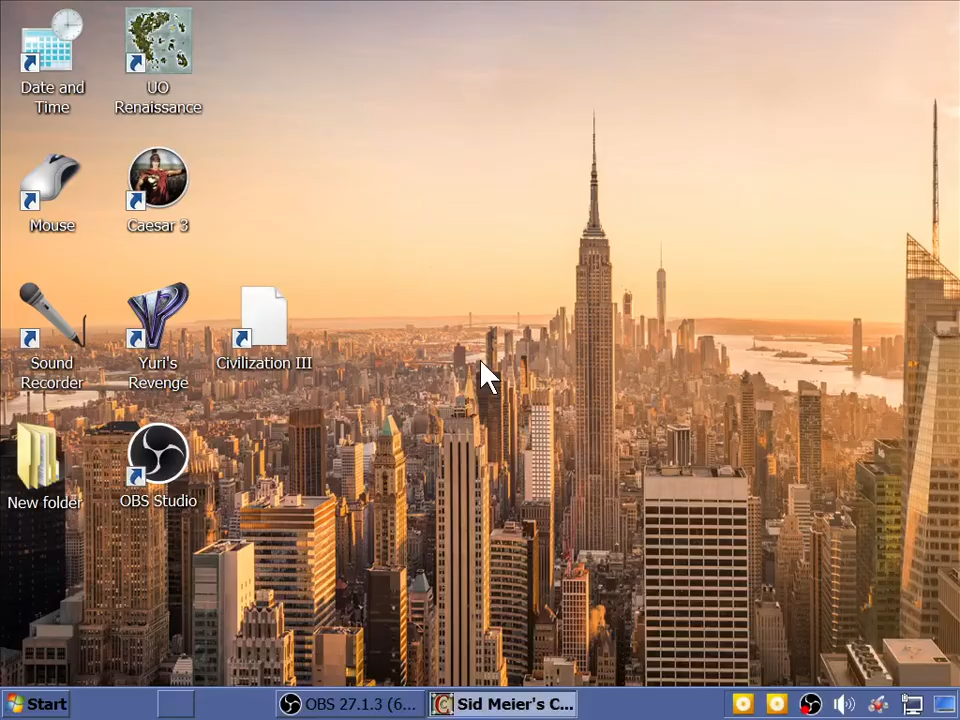 Date and
Time
UO
Renaissance
Mouse
Caesar 3
Sound
Recorder
Yuri's
Revenge
Civilization III
New folder
OBS Studio
Start
OBS 27.1.3 (6...
Sid Meier's C...